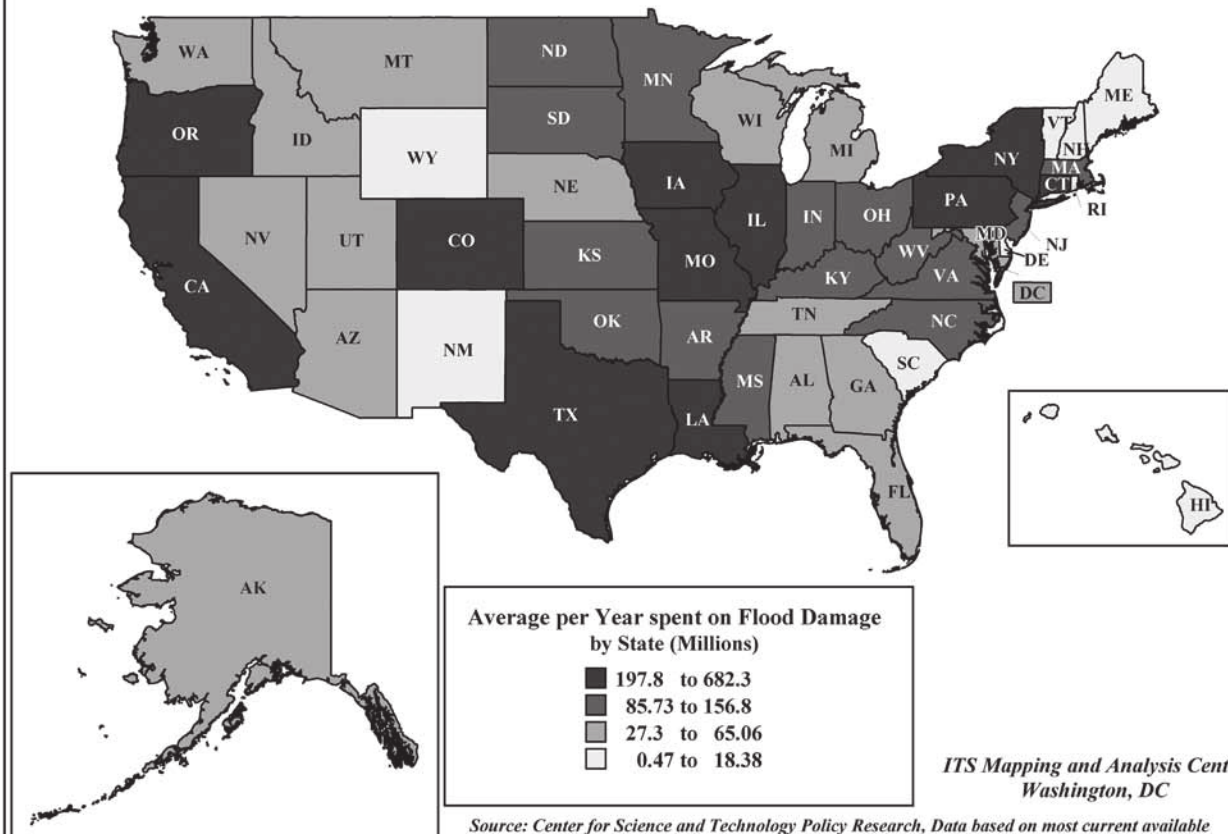 WA
MT
ND
MN
ME
OR
ID
SD
WI
VT
NH
WY
MI
NY
MA
CT
RI
NE
IA
PA
NV
UT
CO
IL
IN
OH
NJ
MD
DE
CA
KS
MO
WV
VA
KY
DC
AZ
NM
OK
AR
TN
NC
SC
MS
AL
GA
TX
LA
FL
HI
AK
Average per Year spent on Flood Damage
by State (Millions)
197.8 to 682.3
85.73 to 156.8
27.3 to 65.06
0.47 to 18.38
ITS Mapping and Analysis Cent
Washington, DC
Source: Center for Science and Technology Policy Research, Data based on most current available